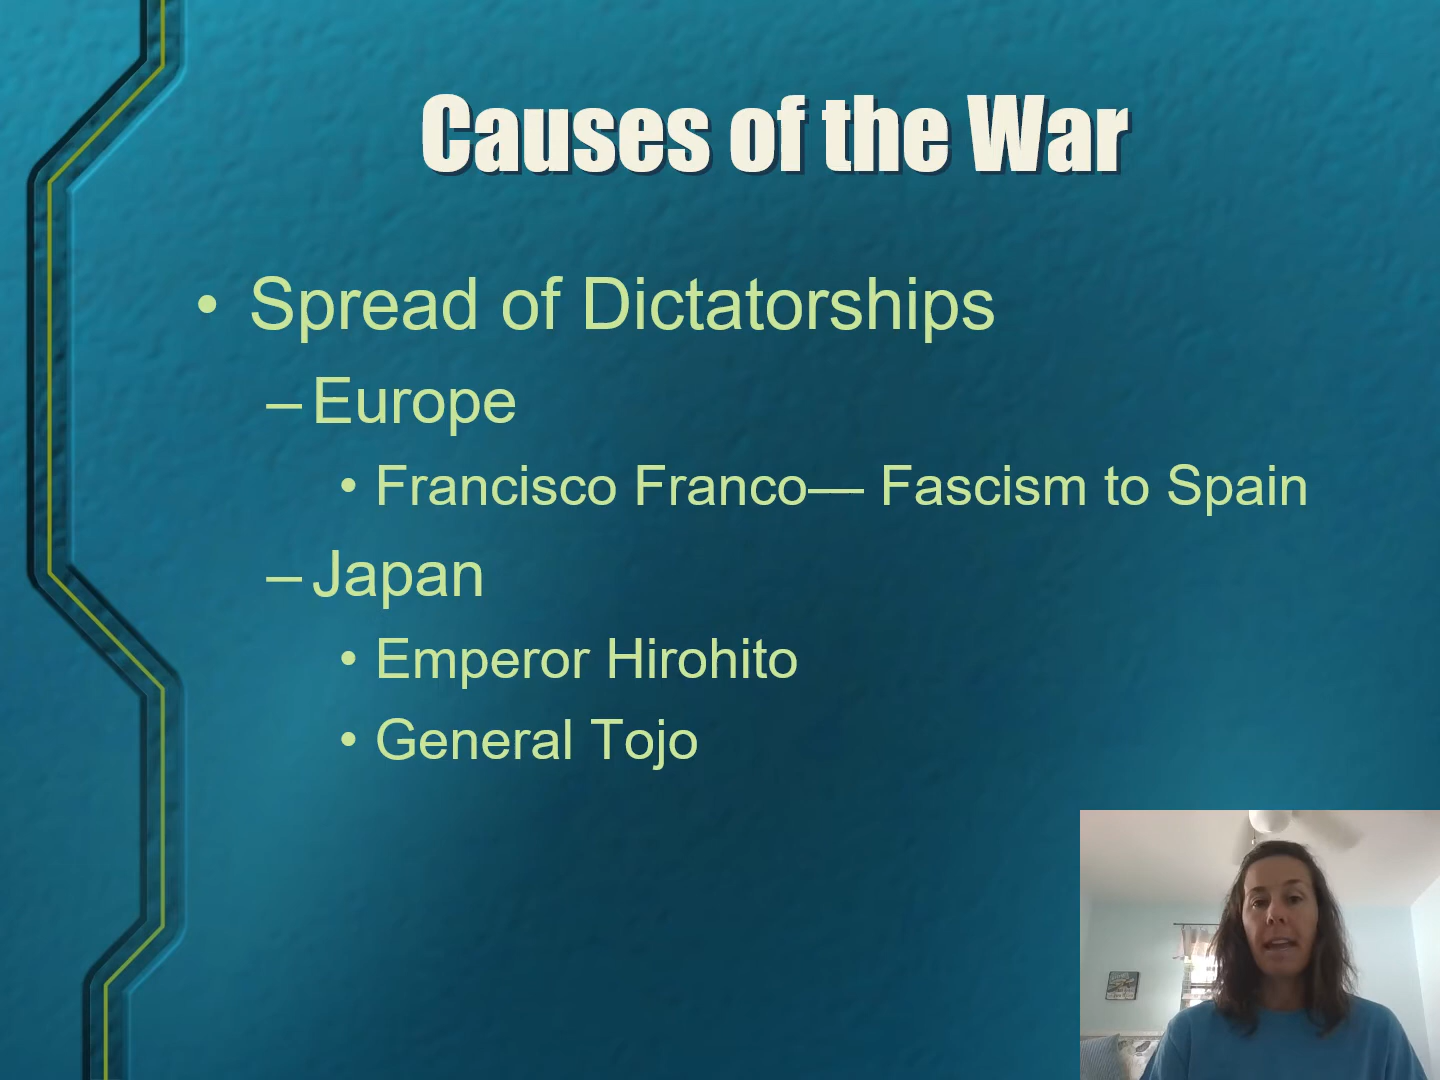 Causes of the War
• Spread of Dictatorships
– Europe
• Francisco Franco— Fascism to Spain
– Japan
• Emperor Hirohito
• General Tojo